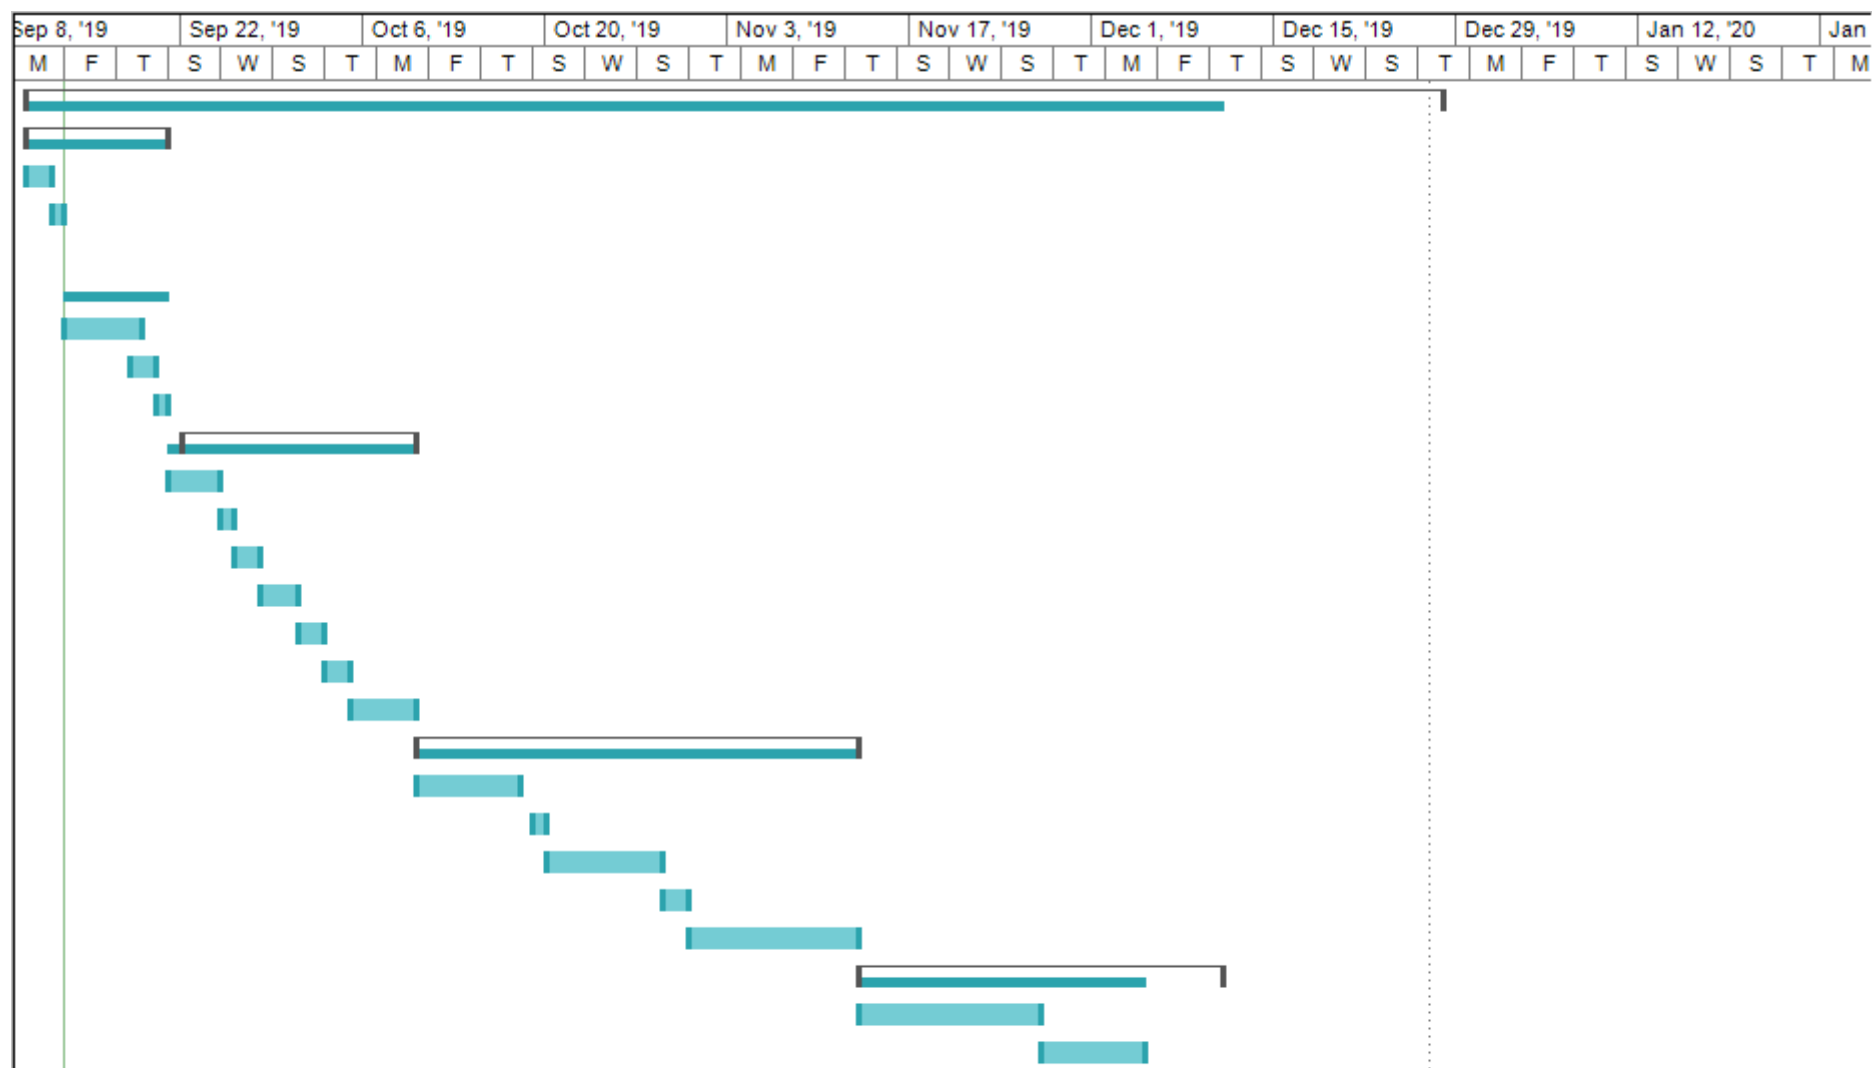 Sep 8, '19 Sep 22, '19 Oct 6, '19 Oct 20, '19 Nov 3, '19 Nov 17, '19 Dec 1, '19 Dec 15, '19 Dec 29, '19 Jan 12, '20 Jan
M F T S W S T M F T S W S T M F T S W S T M F T S W S T M F T S W S T M